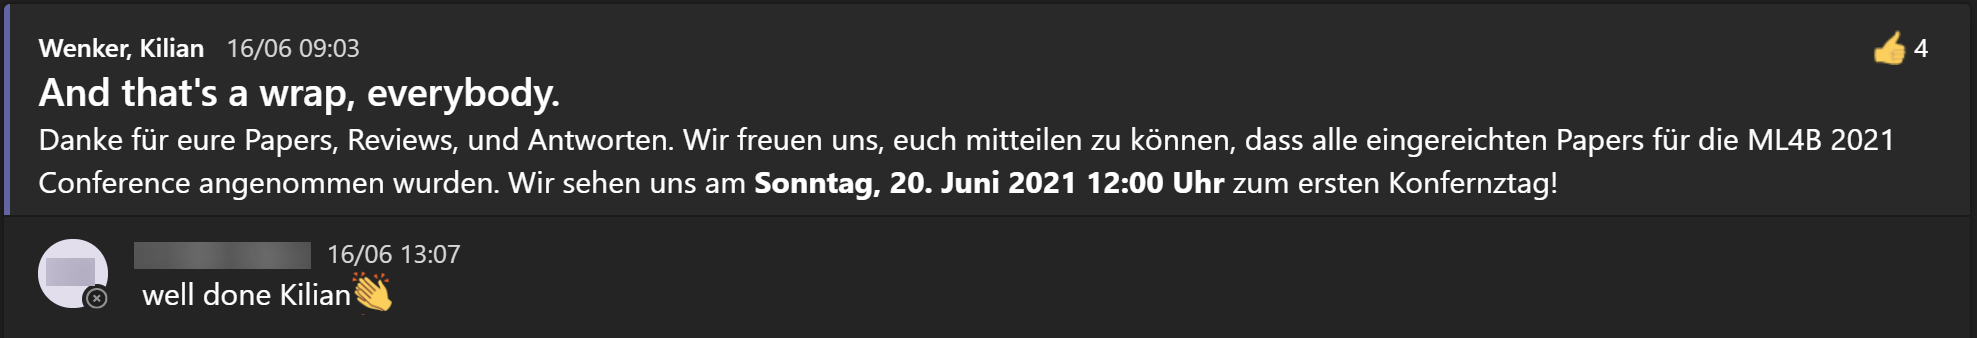 Wenker, Kilian 16/06 09:03 👍 4
And that's a wrap, everybody.
Danke für eure Papers, Reviews, und Antworten. Wir freuen uns, euch mitteilen zu können, dass alle eingereichten Papers für die ML4B 2021
Conference angenommen wurden. Wir sehen uns am Sonntag, 20. Juni 2021 12:00 Uhr zum ersten Konfernztag!
16/06 13:07
well done Kilian👏